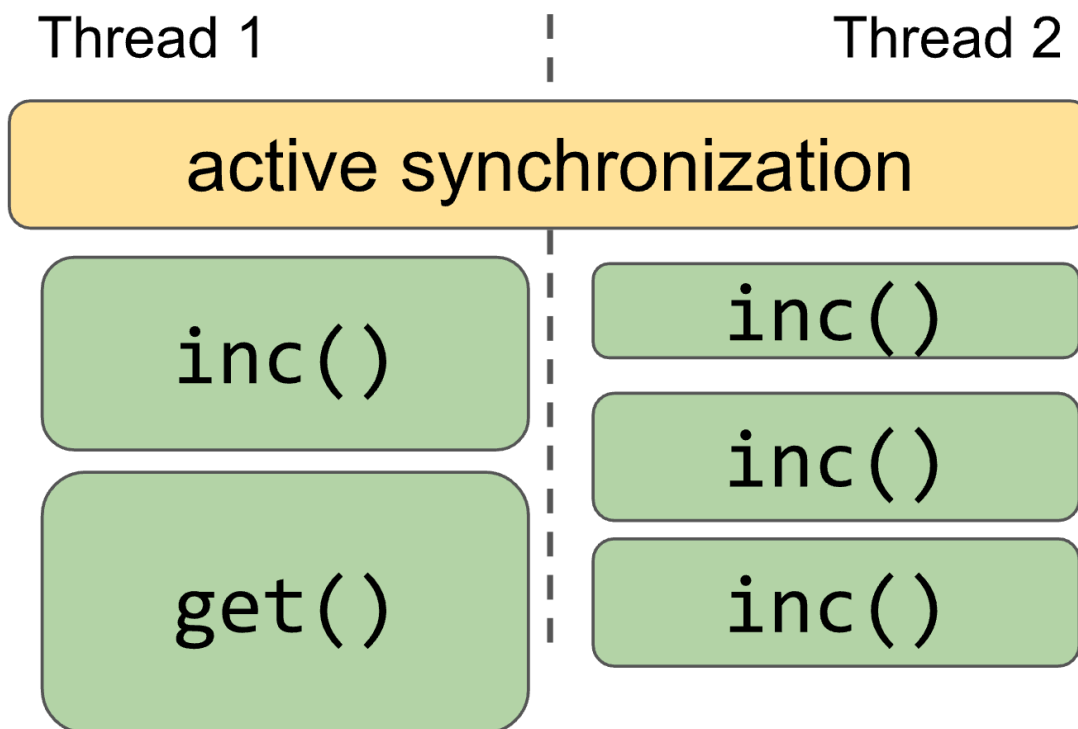 Thread 1
Thread 2
active synchronization
inc()
get()
inc()
inc()
inc()